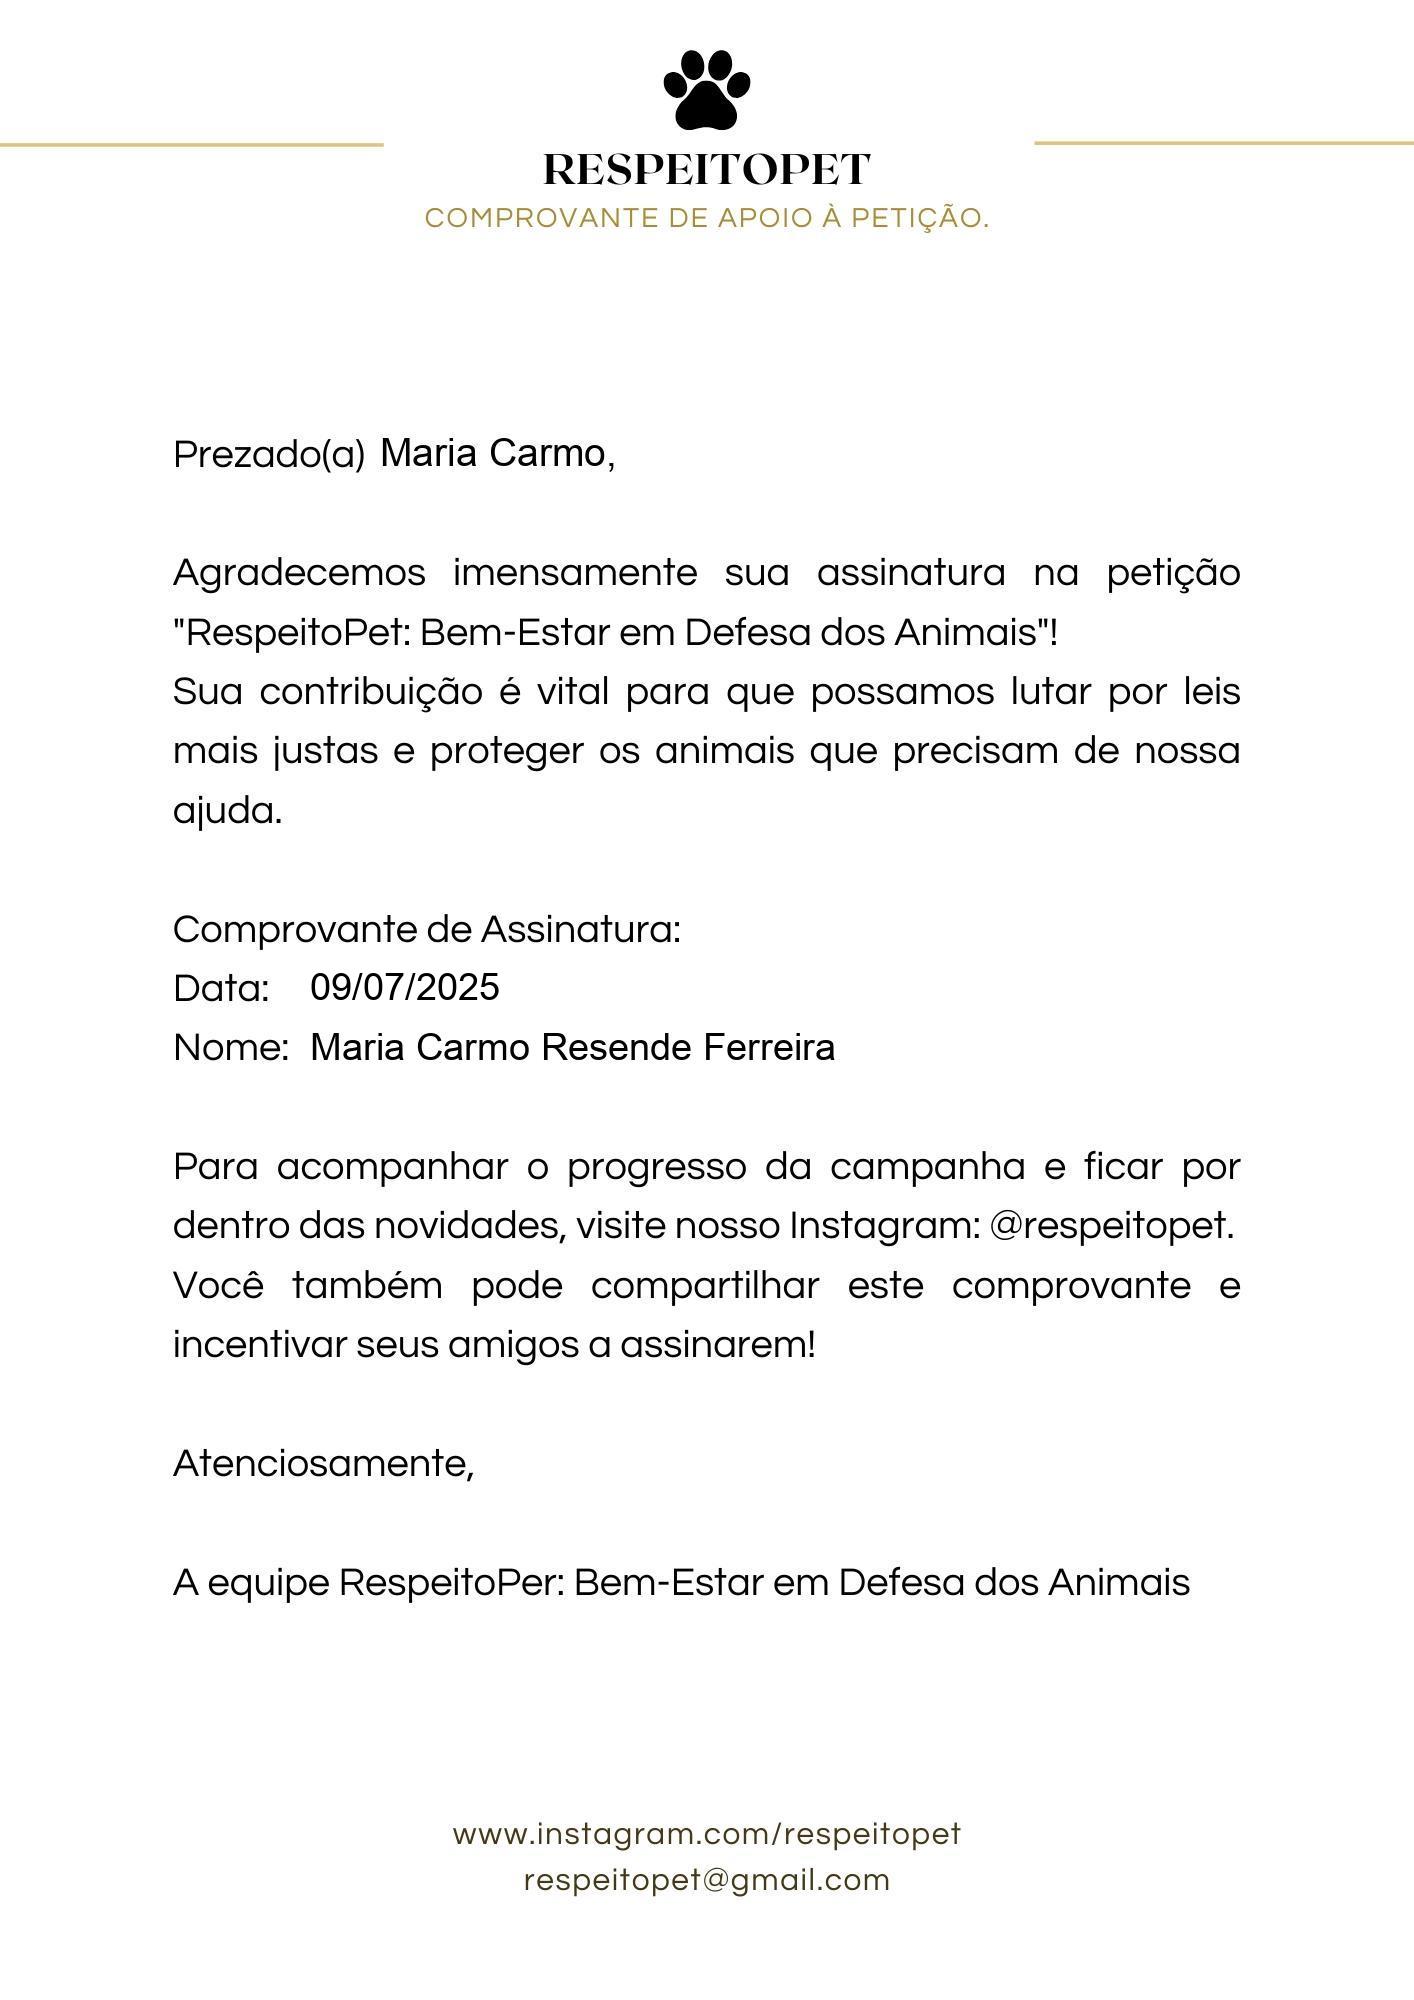 RESPEITOPET
COMPROVANTE DE APOIO À PETIÇÃO.
Prezado(a) Maria Carmo,
Agradecemos imensamente sua assinatura na petição
"RespeitoPet: Bem-Estar em Defesa dos Animais"!
Sua contribuição é vital para que possamos lutar por leis
mais justas e proteger os animais que precisam de nossa
ajuda.
Comprovante de Assinatura:
Data: 09/07/2025
Nome: Maria Carmo Resende Ferreira
Para acompanhar o progresso da campanha e ficar por
dentro das novidades, visite nosso Instagram: @respeitopet.
Você também pode compartilhar este comprovante e
incentivar seus amigos a assinarem!
Atenciosamente,
A equipe RespeitoPer: Bem-Estar em Defesa dos Animais
www.instagram.com/respeitopet
respeitopet@gmail.com